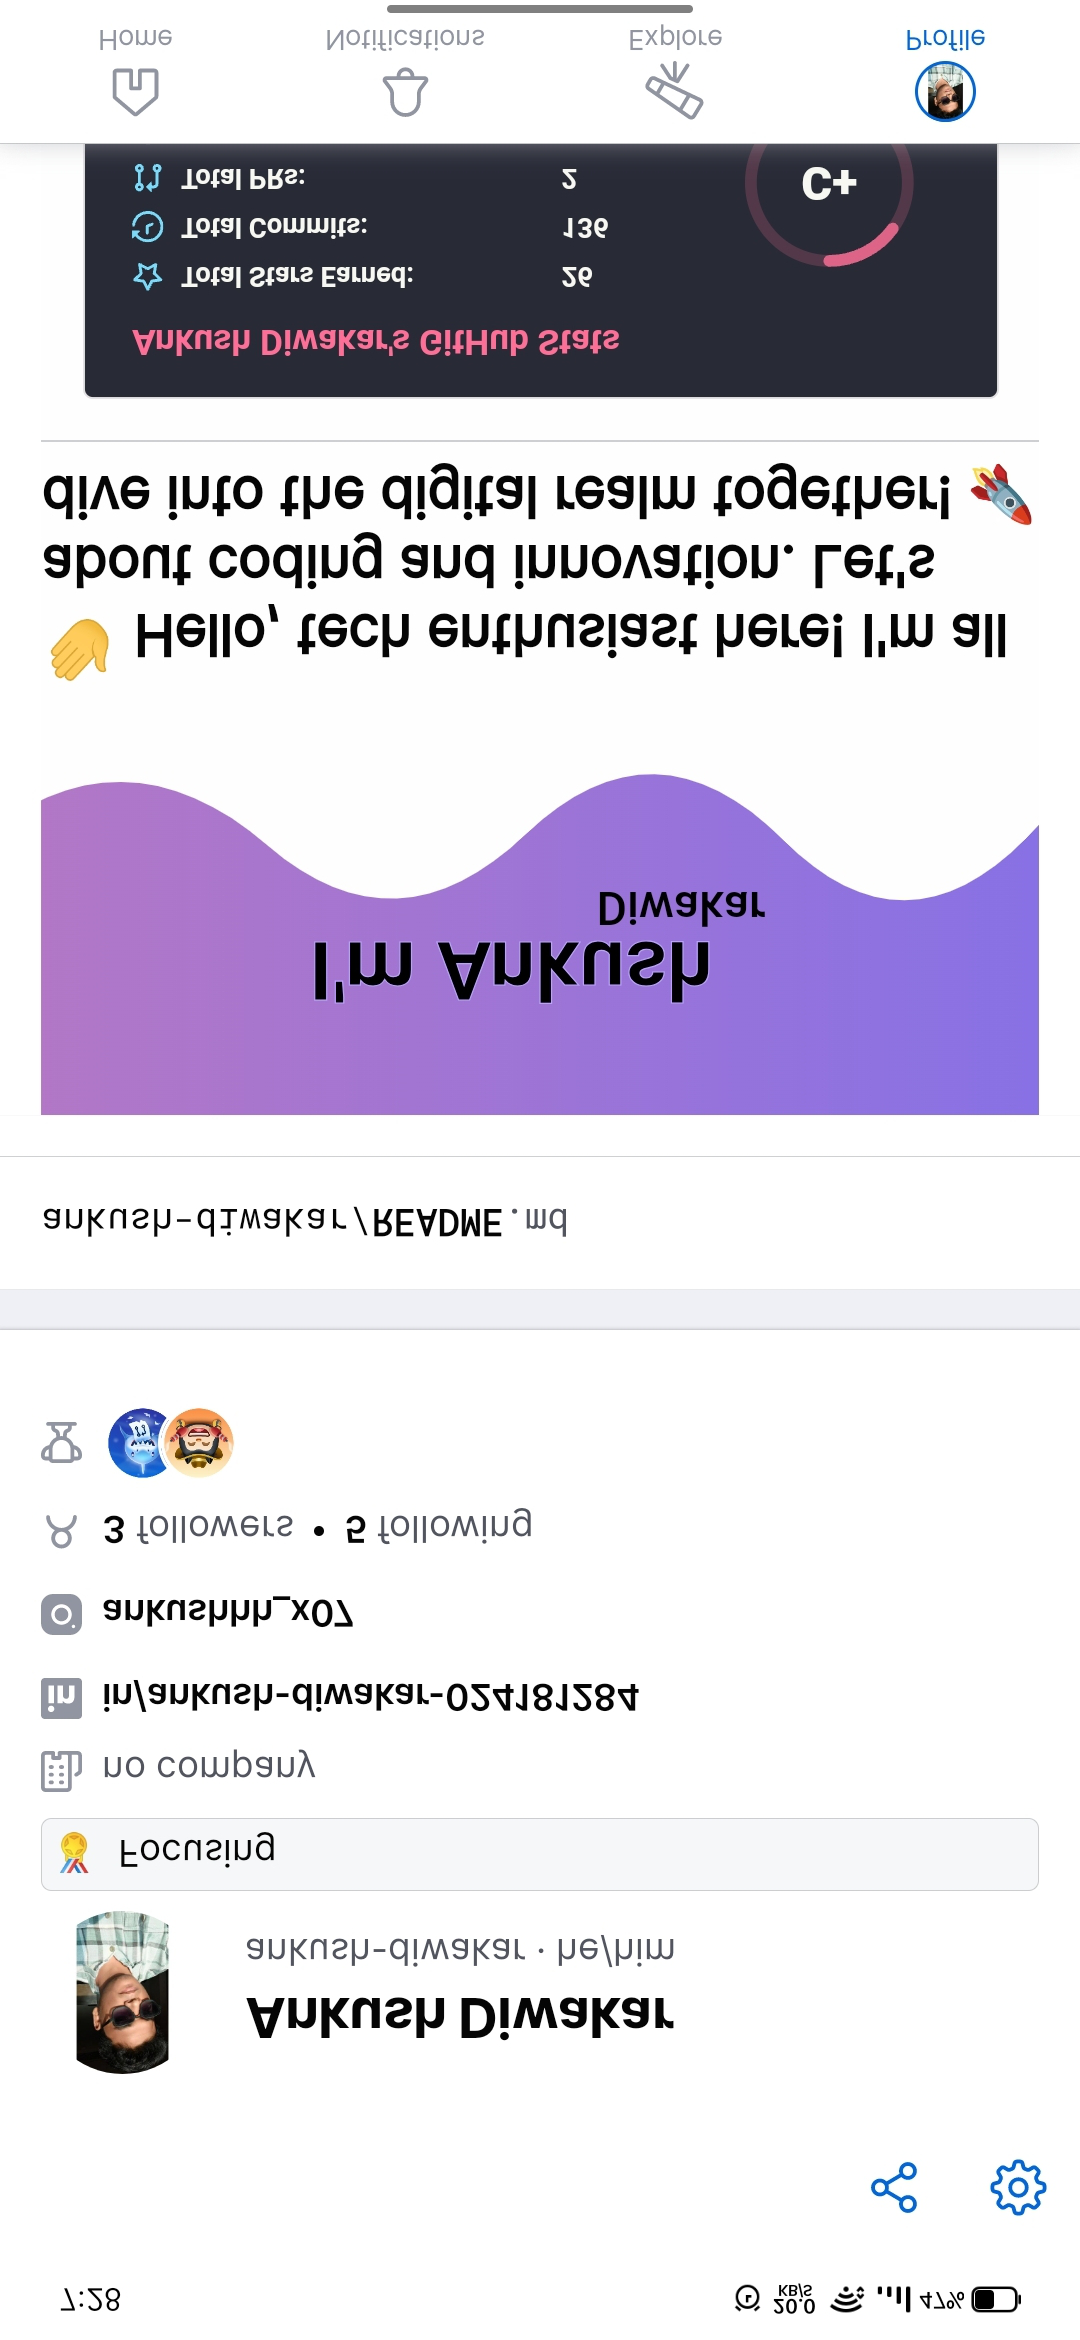 7:28
20.0 KB/S
47%
Ankush Diwakar
ankush-diwakar · he/him
Focusing
no company
in
in/ankush-diwakar-024181284
ankushhh_x07
3 followers • 5 following
ankush-diwakar/README.md
I'm Ankush
Diwakar
👋 Hello, tech enthusiast here! I'm all
about coding and innovation. Let's
dive into the digital realm together! 🚀
Ankush Diwakar's GitHub Stats
Total Stars Earned: 26
Total Commits: 136
Total PRs: 2
C+
Home
Notifications
Explore
Profile